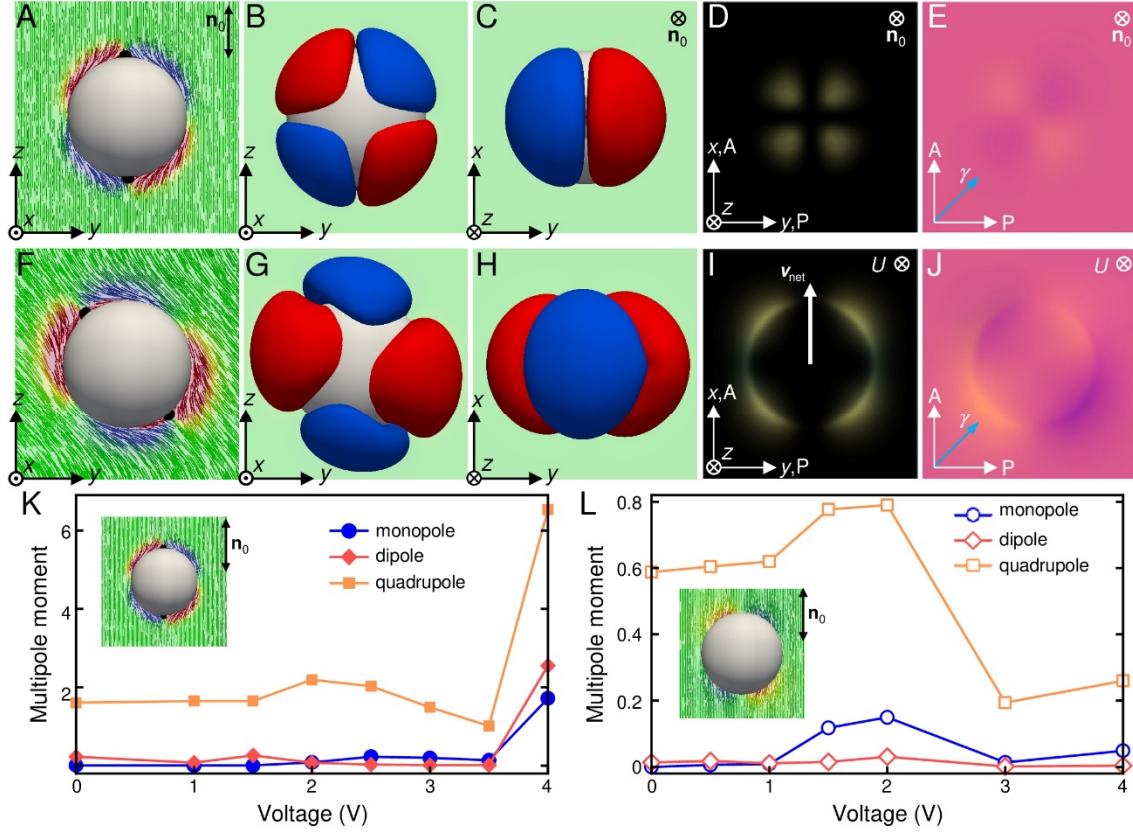 A
n₀
z
x
y
B
z
x
y
C
n₀
x
z
y
D
n₀
x,A
z
y,P
E
n₀
A
γ
P
F
z
x
y
G
z
x
y
H
x
z
y
I
v_net
U
x,A
z
y,P
J
U
A
γ
P
K
n₀
monopole
dipole
quadrupole
Multipole moment
6
4
2
0
1
2
3
4
Voltage (V)
L
monopole
dipole
quadrupole
n₀
Multipole moment
0.8
0.6
0.4
0.2
0
0
1
2
3
4
Voltage (V)